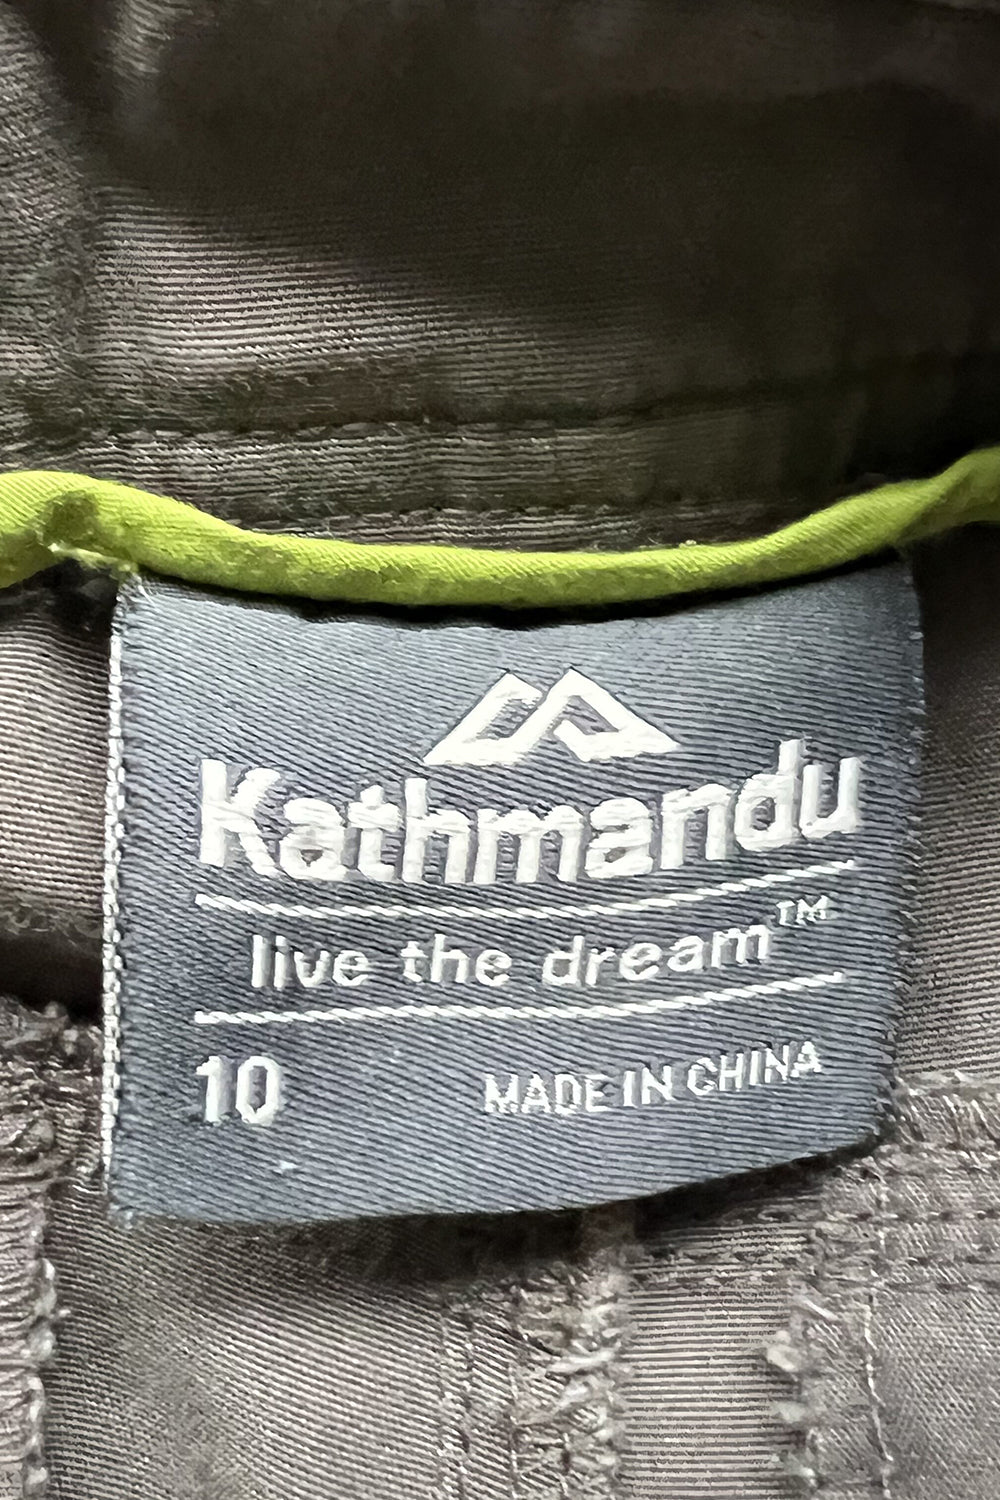 Kathmandu
live the dream™
10 MADE IN CHINA